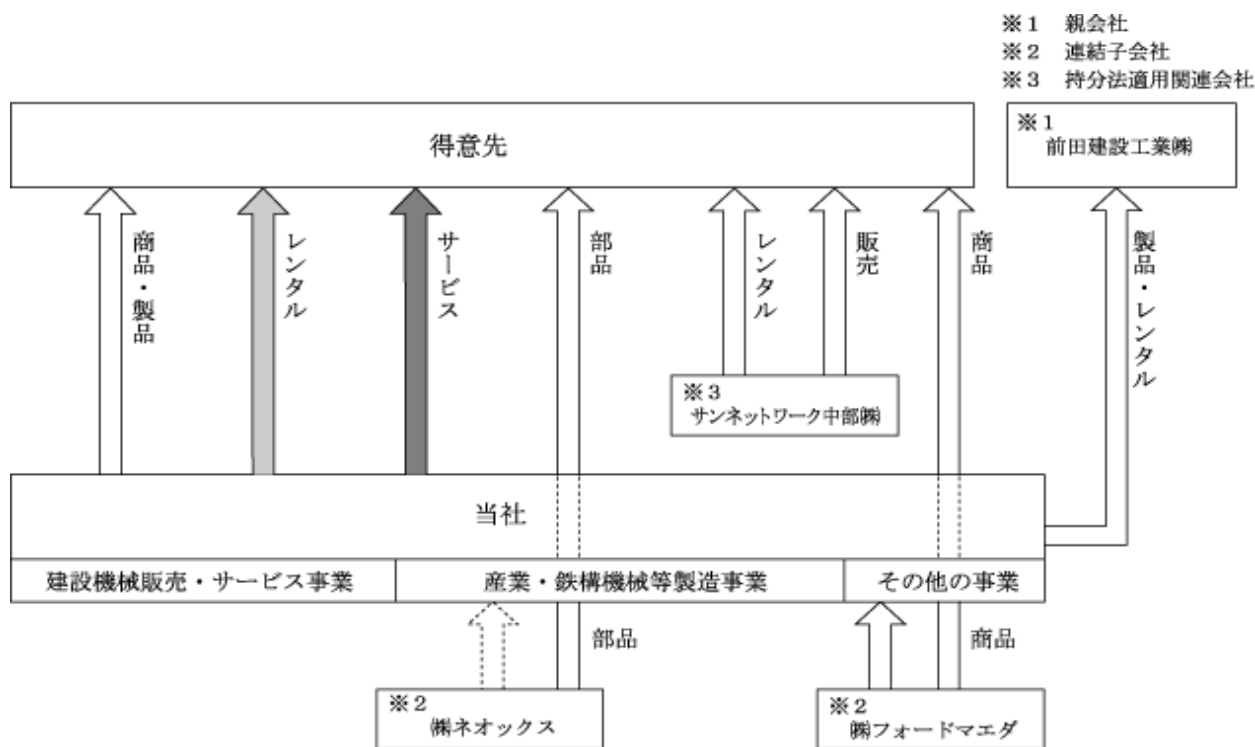 ※1 親会社
※2 連結子会社
※3 持分法適用関連会社
得意先
※1
前田建設工業㈱
商品・製品
レンタル
サービス
部品
レンタル
販売
商品
製品・レンタル
※3
サンネットワーク中部㈱
当社
建設機械販売・サービス事業
産業・鉄構機械等製造事業
その他の事業
部品
商品
※2
㈱ネオックス
※2
㈱フォードマエダ